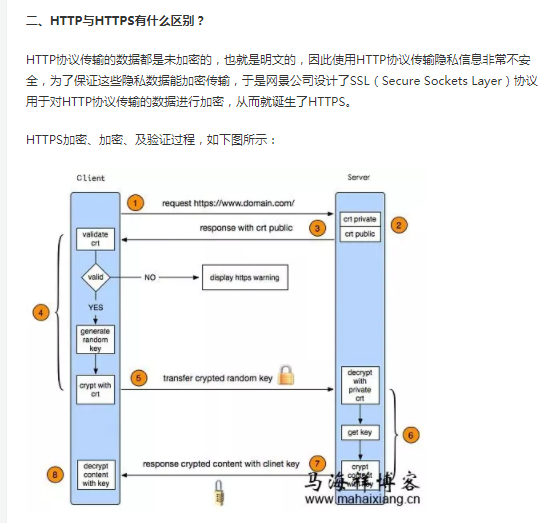 二、HTTP与HTTPS有什么区别？
HTTP协议传输的数据都是未加密的，也就是明文的，因此使用HTTP协议传输隐私信息非常不安
全，为了保证这些隐私数据能加密传输，于是网景公司设计了SSL（Secure Sockets Layer）协议
用于对HTTP协议传输的数据进行加密，从而就诞生了HTTPS。
HTTPS加密、加密、及验证过程，如下图所示：
Client
Server
1
request https://www.domain.com/
crt private
2
response with crt public
3
crt public
validate
crt
valid
NO
display https warning
4
YES
generate
random
key
5
transfer crypted random key
crypt with
crt
decrypt
with
private
crt
get key
6
decrypt
content
with key
8
response crypted content with clinet key
7
crypt
content
with key
马海祥博客
www.mahaixiang.cn